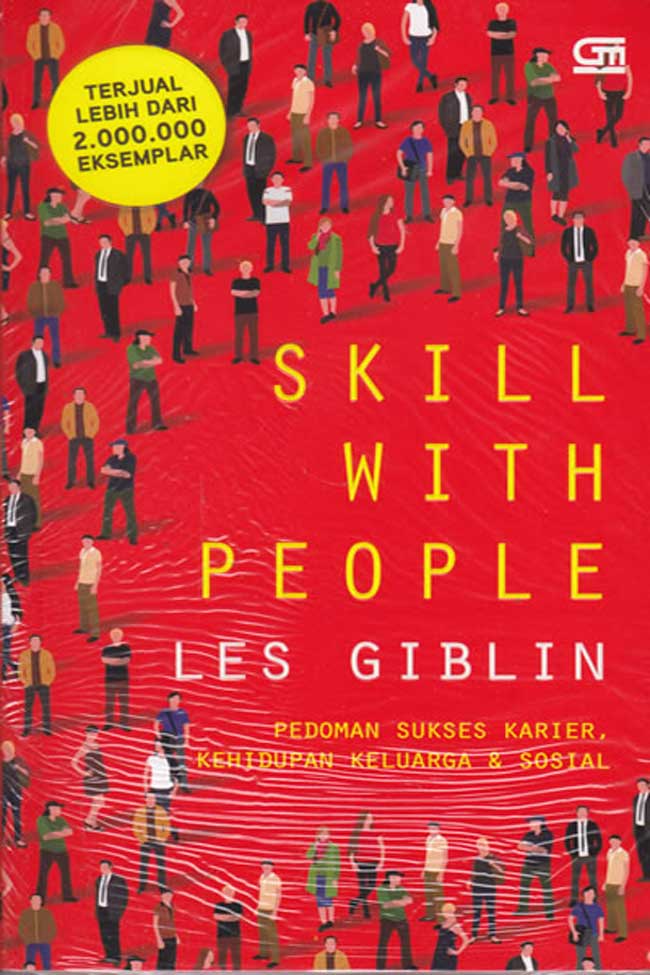 TERJUAL
LEBIH DARI
2.000.000
EKSEMPLAR
GM
SKILL
WITH
PEOPLE
LES GIBLIN
PEDOMAN SUKSES KARIER,
KEHIDUPAN KELUARGA & SOSIAL